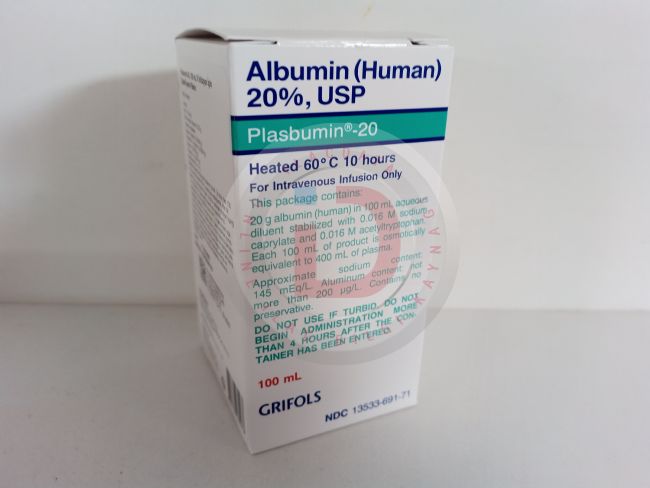 Albumin (Human)
20%, USP
Plasbumin®-20
Heated 60° C 10 hours
For Intravenous Infusion Only
This package contains:
20 g albumin (human) in 100 mL aqueous
diluent stabilized with 0.016 M sodium
caprylate and 0.016 M acetyltryptophan.
Each 100 mL of product is osmotically
equivalent to 400 mL of plasma.
Approximate sodium content:
145 mEq/L. Aluminum content: not
more than 200 µg/L. Contains no
preservative.
DO NOT USE IF TURBID. DO NOT
BEGIN ADMINISTRATION MORE
THAN 4 HOURS AFTER THE CON-
TAINER HAS BEEN ENTERED.
100 mL
GRIFOLS
NDC 13533-691-71